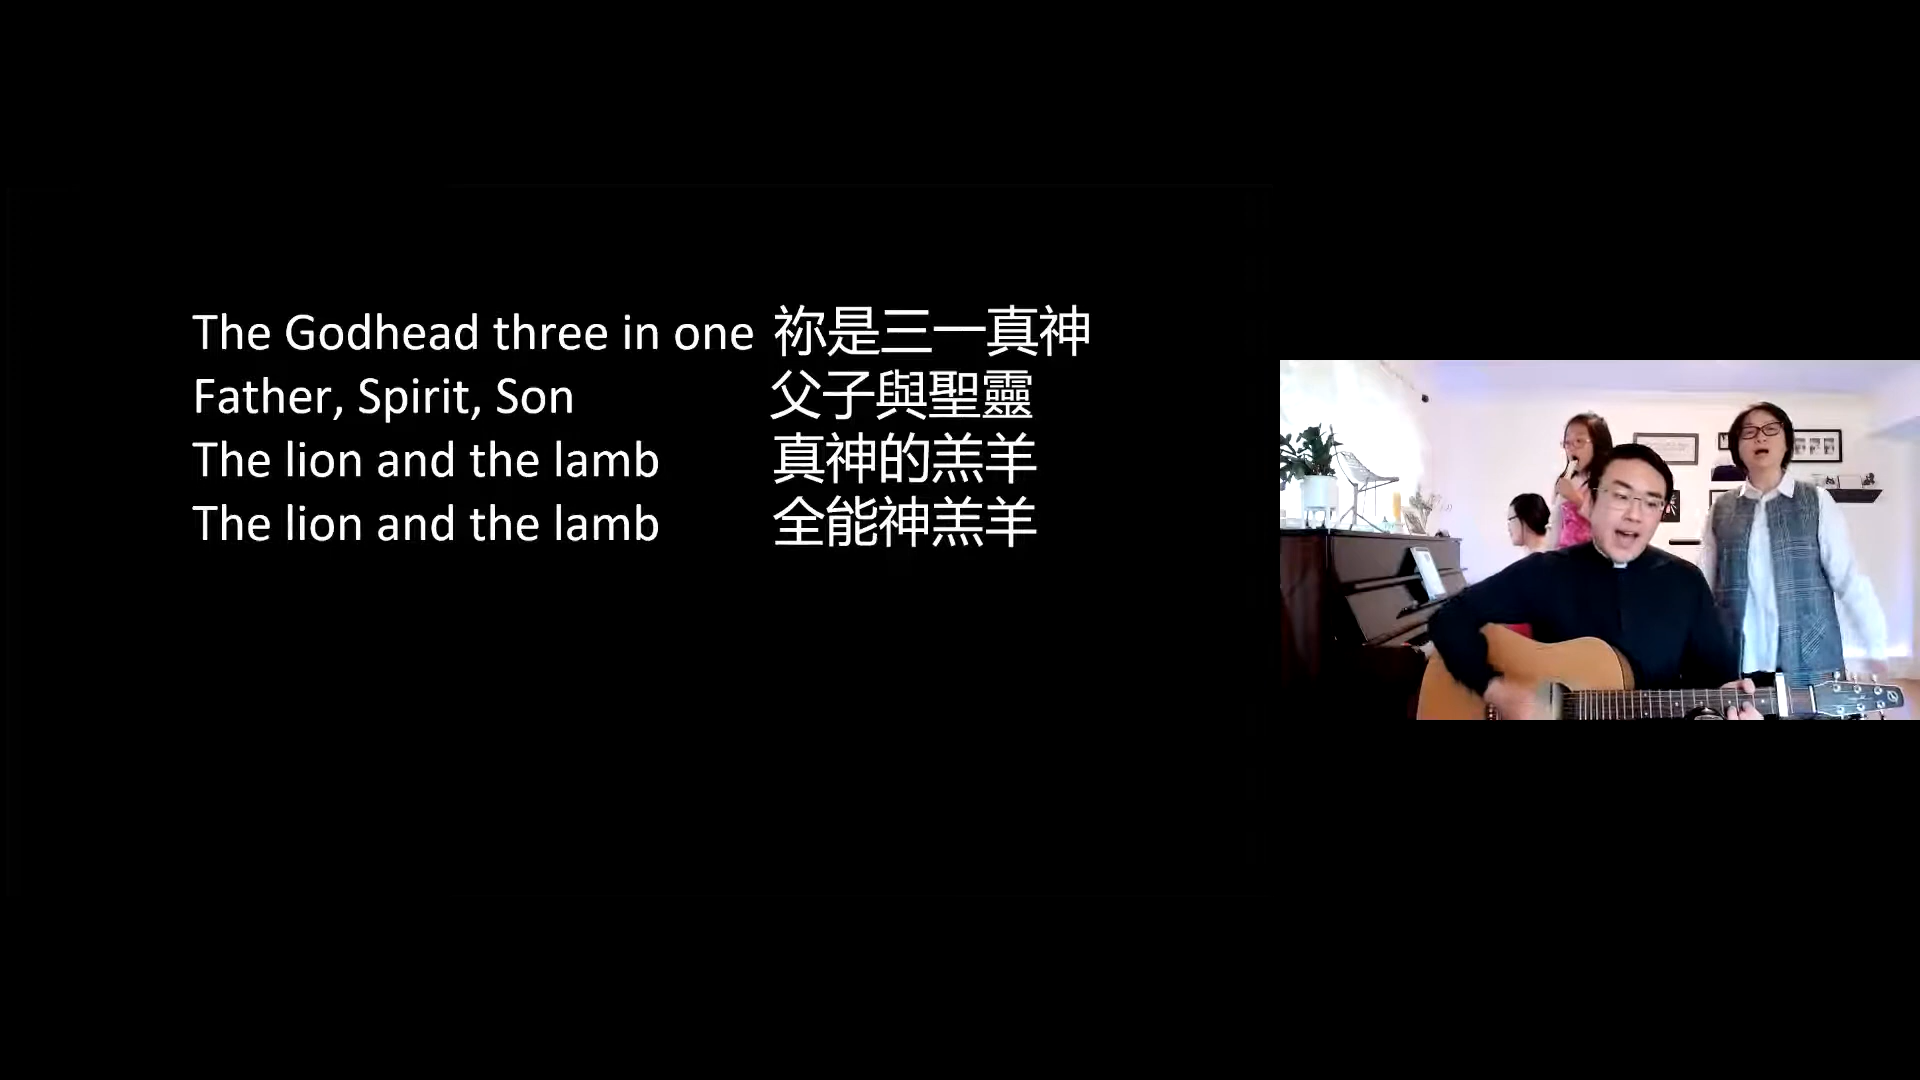 The Godhead three in one 祢是三一真神
Father, Spirit, Son 父子與聖靈
The lion and the lamb 真神的羔羊
The lion and the lamb 全能神羔羊